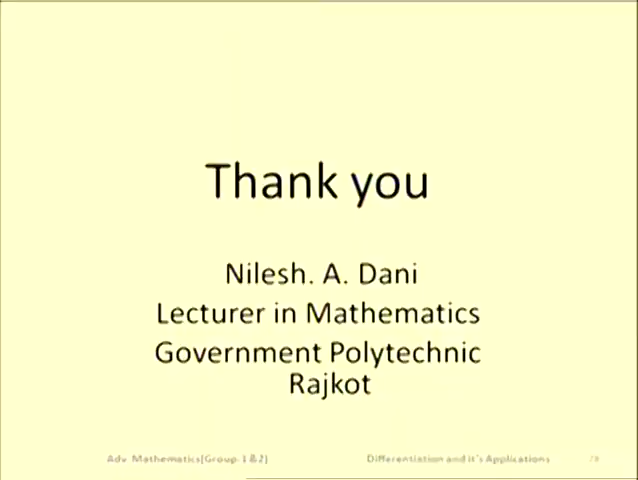 Thank you
Nilesh. A. Dani
Lecturer in Mathematics
Government Polytechnic
Rajkot
Adv. Mathematics(Group-1&2) Differentiation and it's Applications